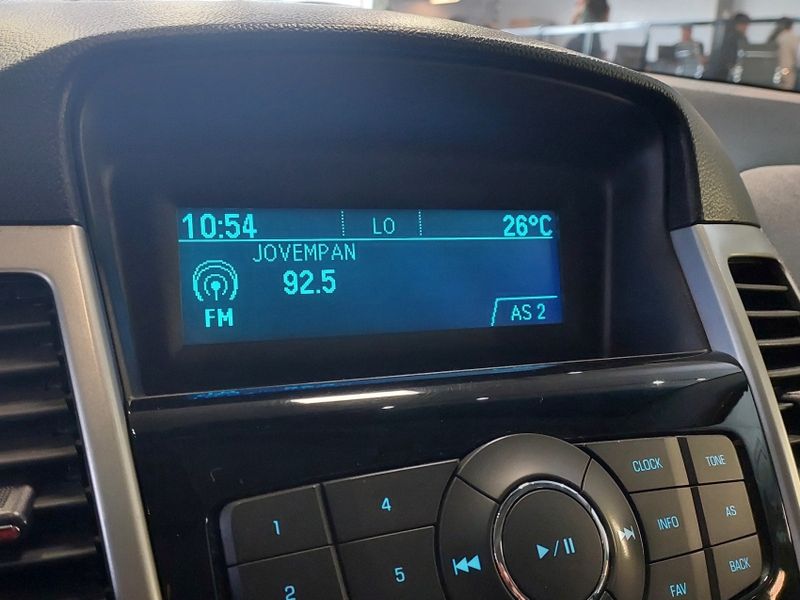 10:54 LO 26°C
JOVEMPAN
92.5
FM
AS 2
CLOCK TONE
1 4
INFO AS
2 5
FAV BACK